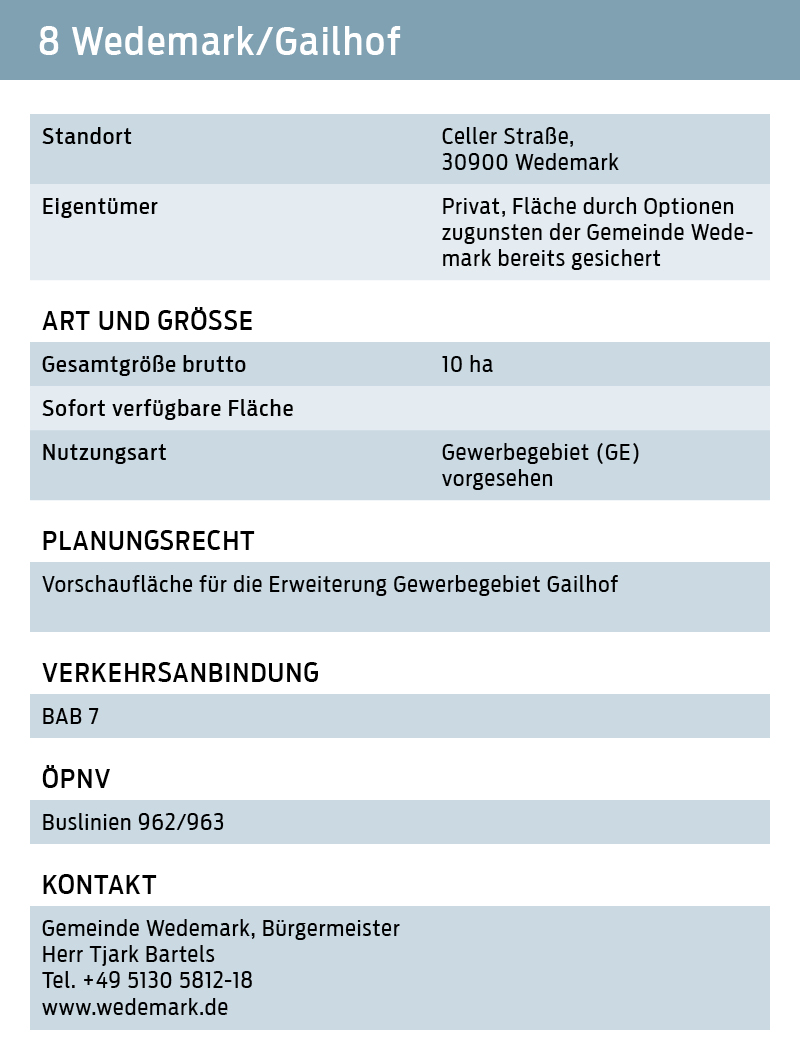 8 Wedemark/Gailhof
Standort
Celler Straße,
30900 Wedemark
Eigentümer
Privat, Fläche durch Optionen
zugunsten der Gemeinde Wede-
mark bereits gesichert
ART UND GRÖSSE
Gesamtgröße brutto
10 ha
Sofort verfügbare Fläche
Nutzungsart
Gewerbegebiet (GE)
vorgesehen
PLANUNGSRECHT
Vorschaufläche für die Erweiterung Gewerbegebiet Gailhof
VERKEHRSANBINDUNG
BAB 7
ÖPNV
Buslinien 962/963
KONTAKT
Gemeinde Wedemark, Bürgermeister
Herr Tjark Bartels
Tel. +49 5130 5812-18
www.wedemark.de